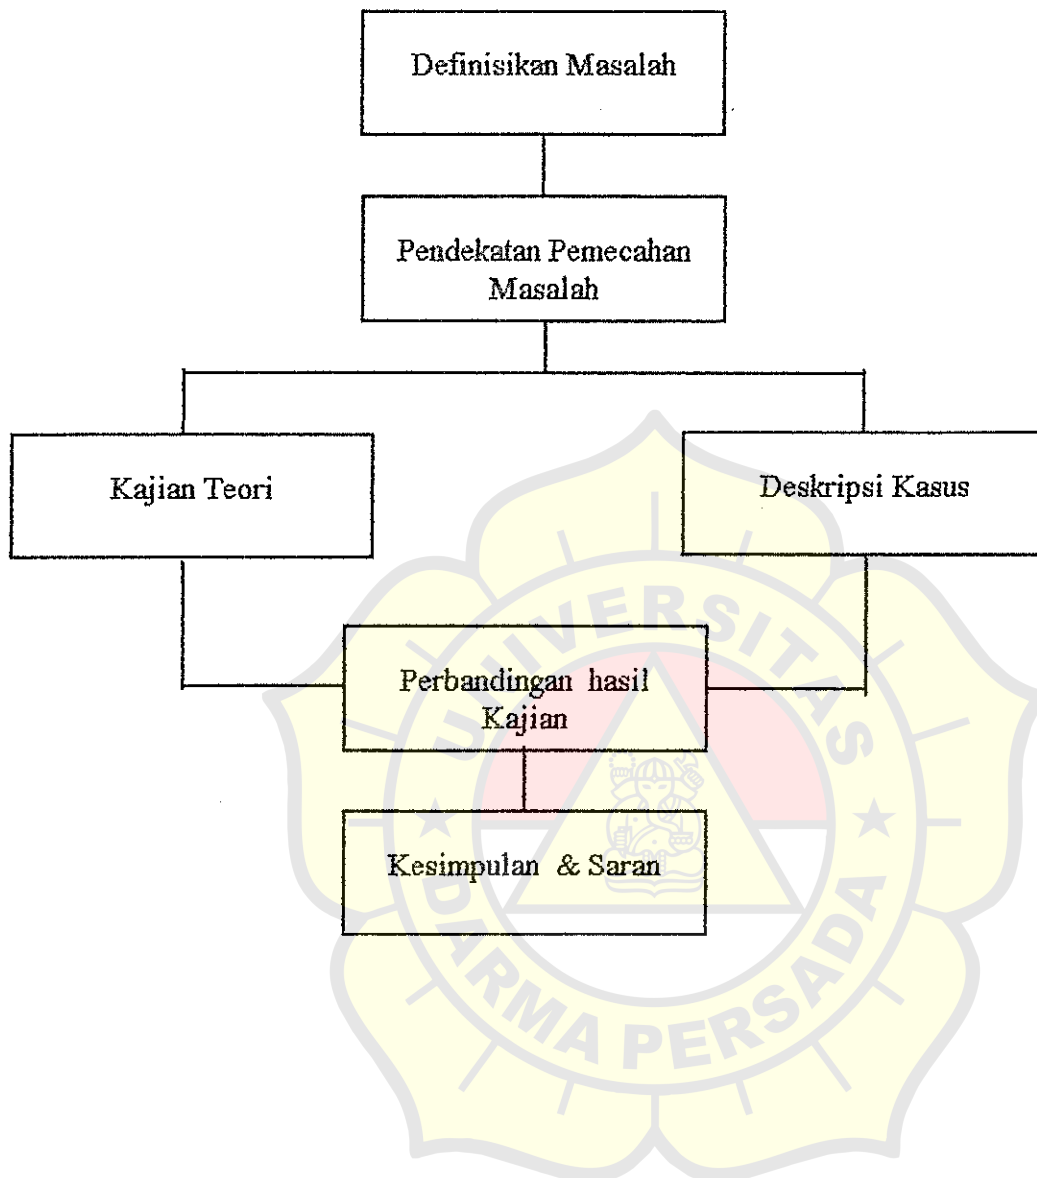 Definisikan Masalah
Pendekatan Pemecahan
Masalah
Kajian Teori
Deskripsi Kasus
Perbandingan hasil
Kajian
Kesimpulan & Saran
UNIVERSITAS
DARMA PERSADA